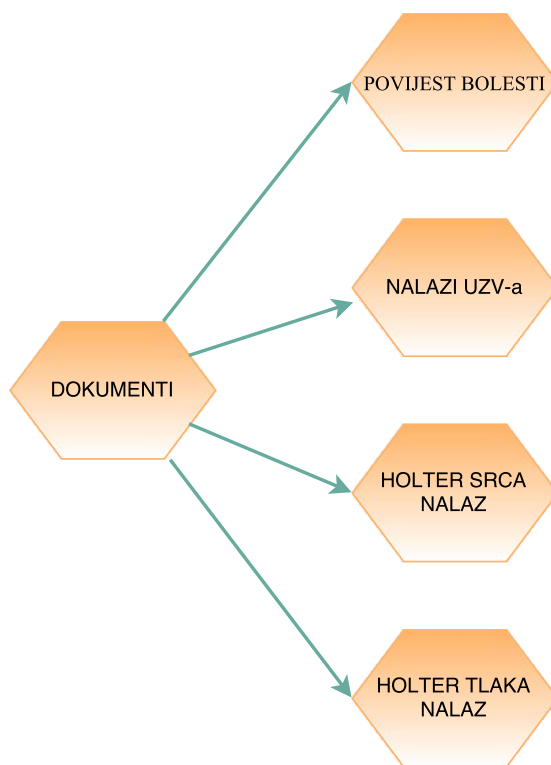 POVIJEST BOLESTI
NALAZI UZV-a
DOKUMENTI
HOLTER SRCA
NALAZ
HOLTER TLAKA
NALAZ